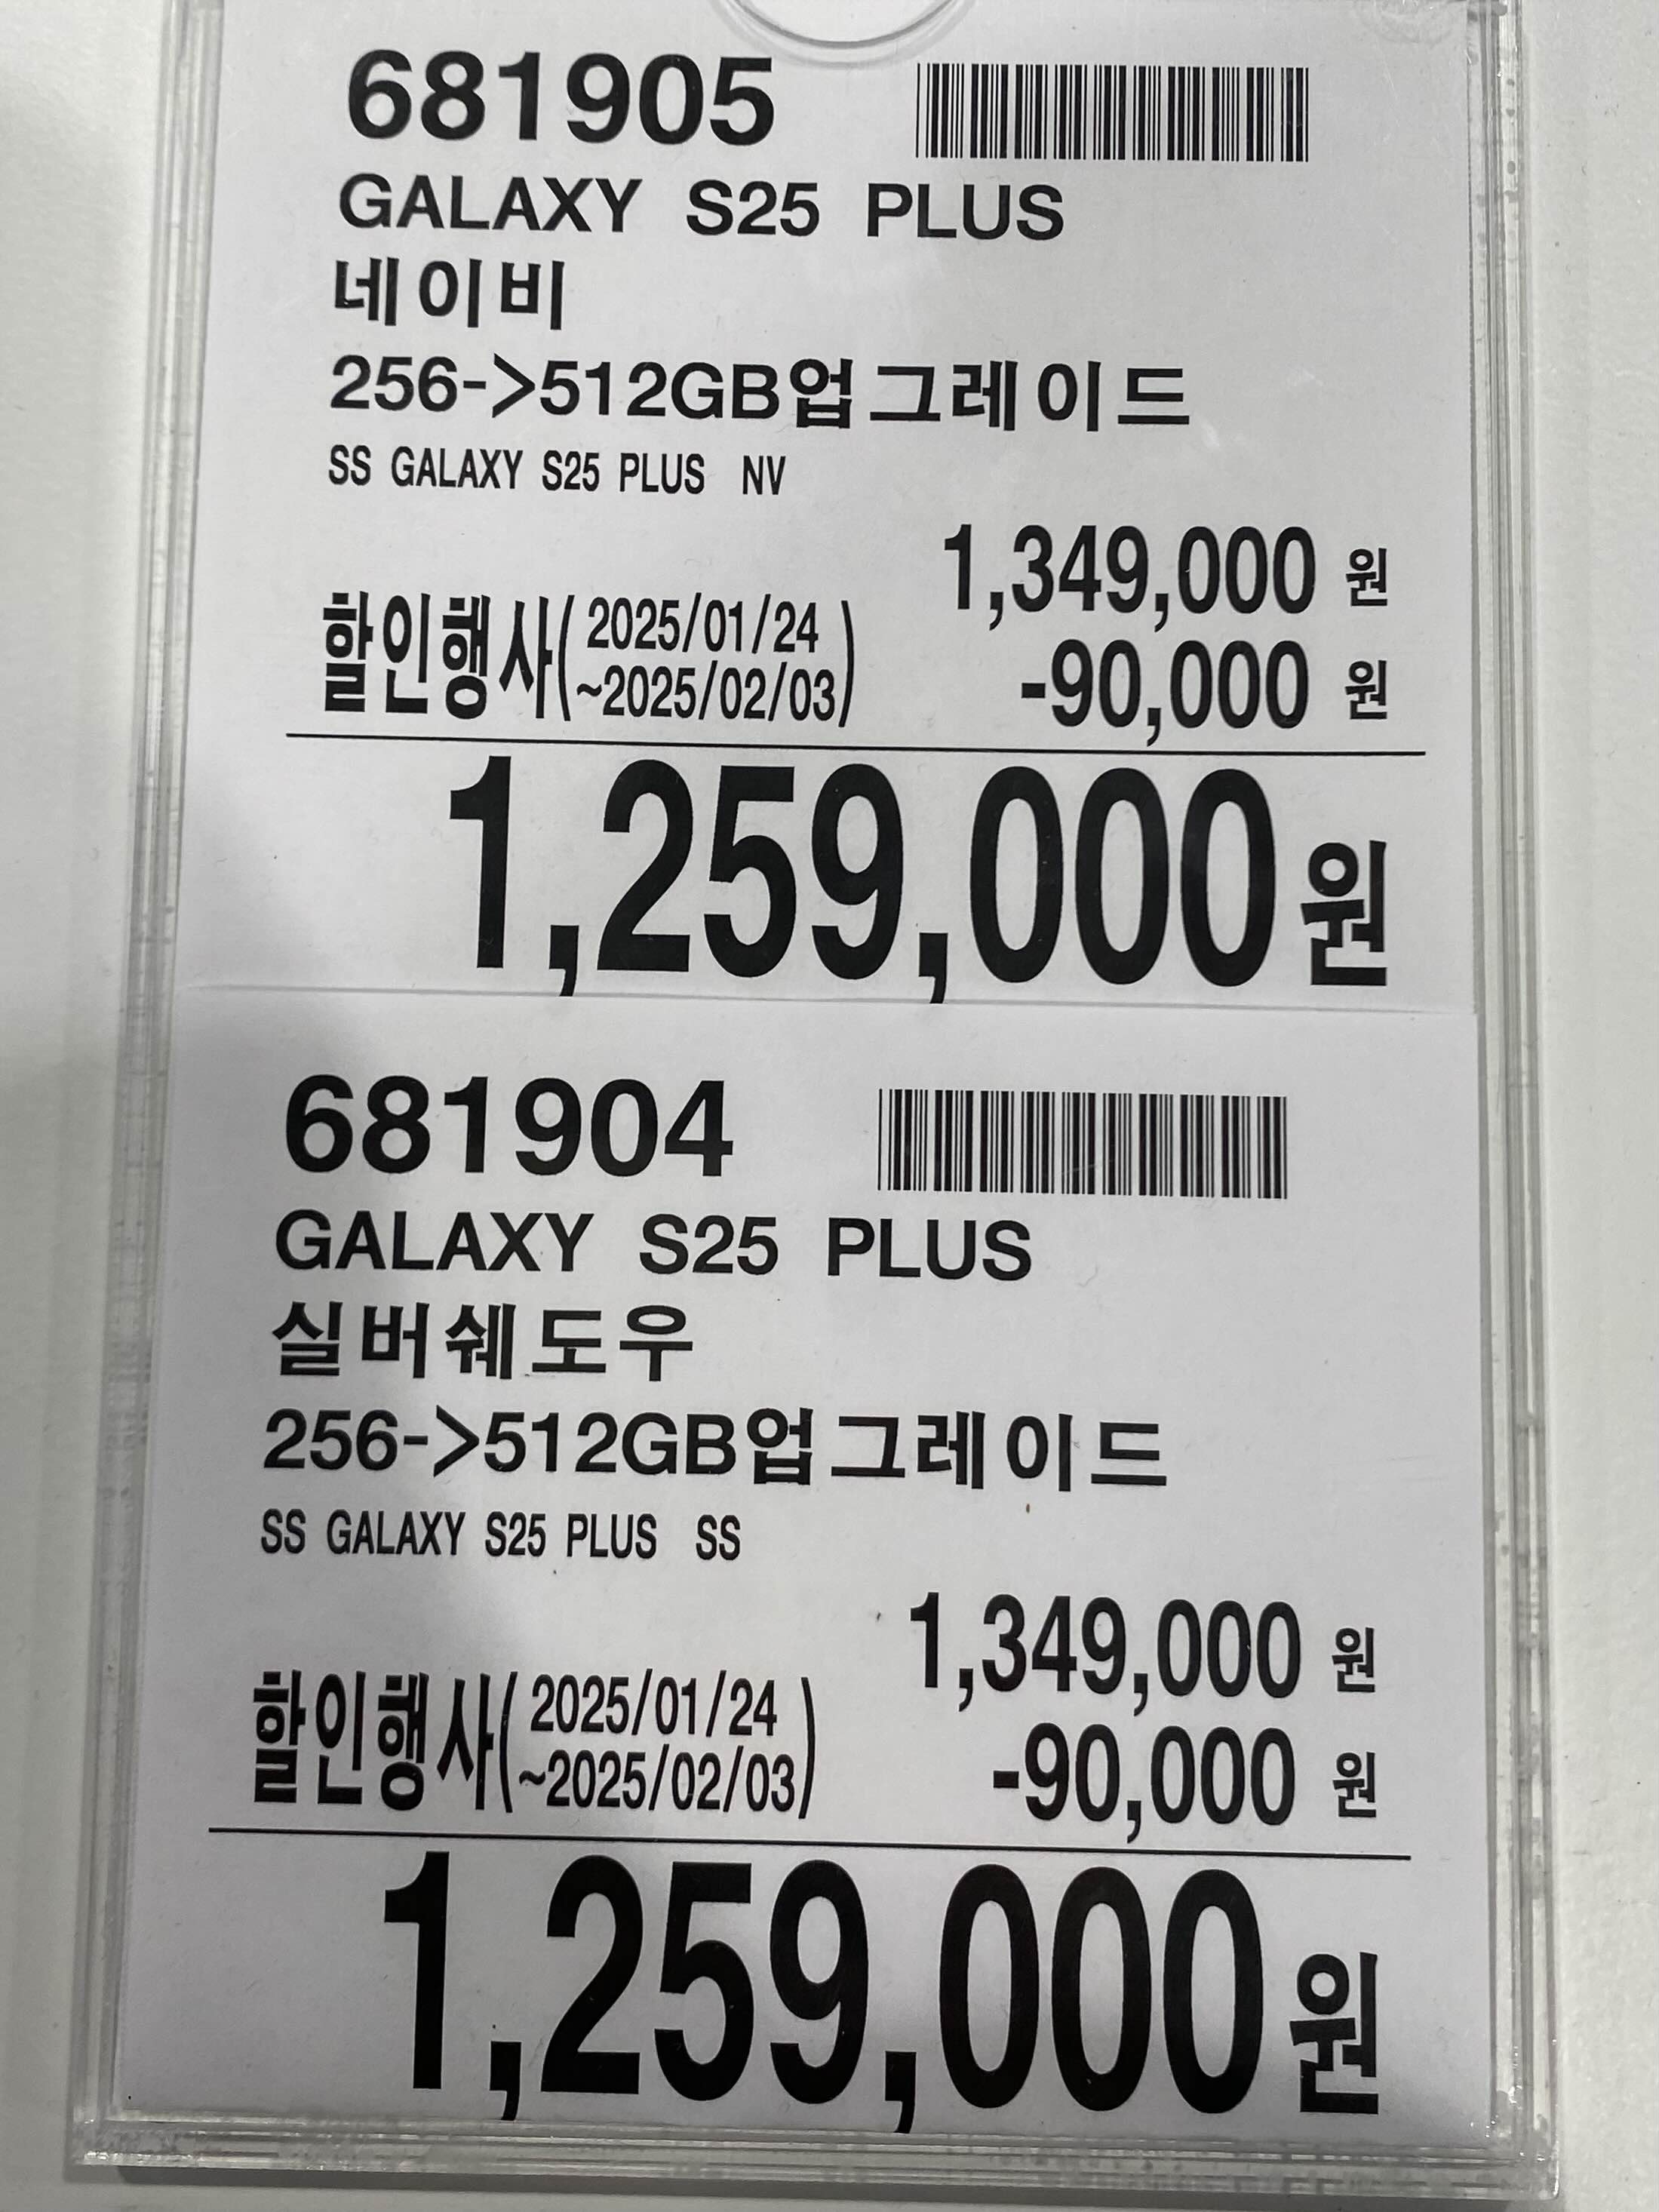 681905
GALAXY S25 PLUS
네이비
256->512GB업그레이드
SS GALAXY S25 PLUS NV
1,349,000 원
할인행사( 2025/01/24
~2025/02/03)
-90,000 원
1,259,000원
681904
GALAXY S25 PLUS
실버쉐도우
256->512GB업그레이드
SS GALAXY S25 PLUS SS
1,349,000 원
할인행사( 2025/01/24
~2025/02/03)
-90,000 원
1,259,000원